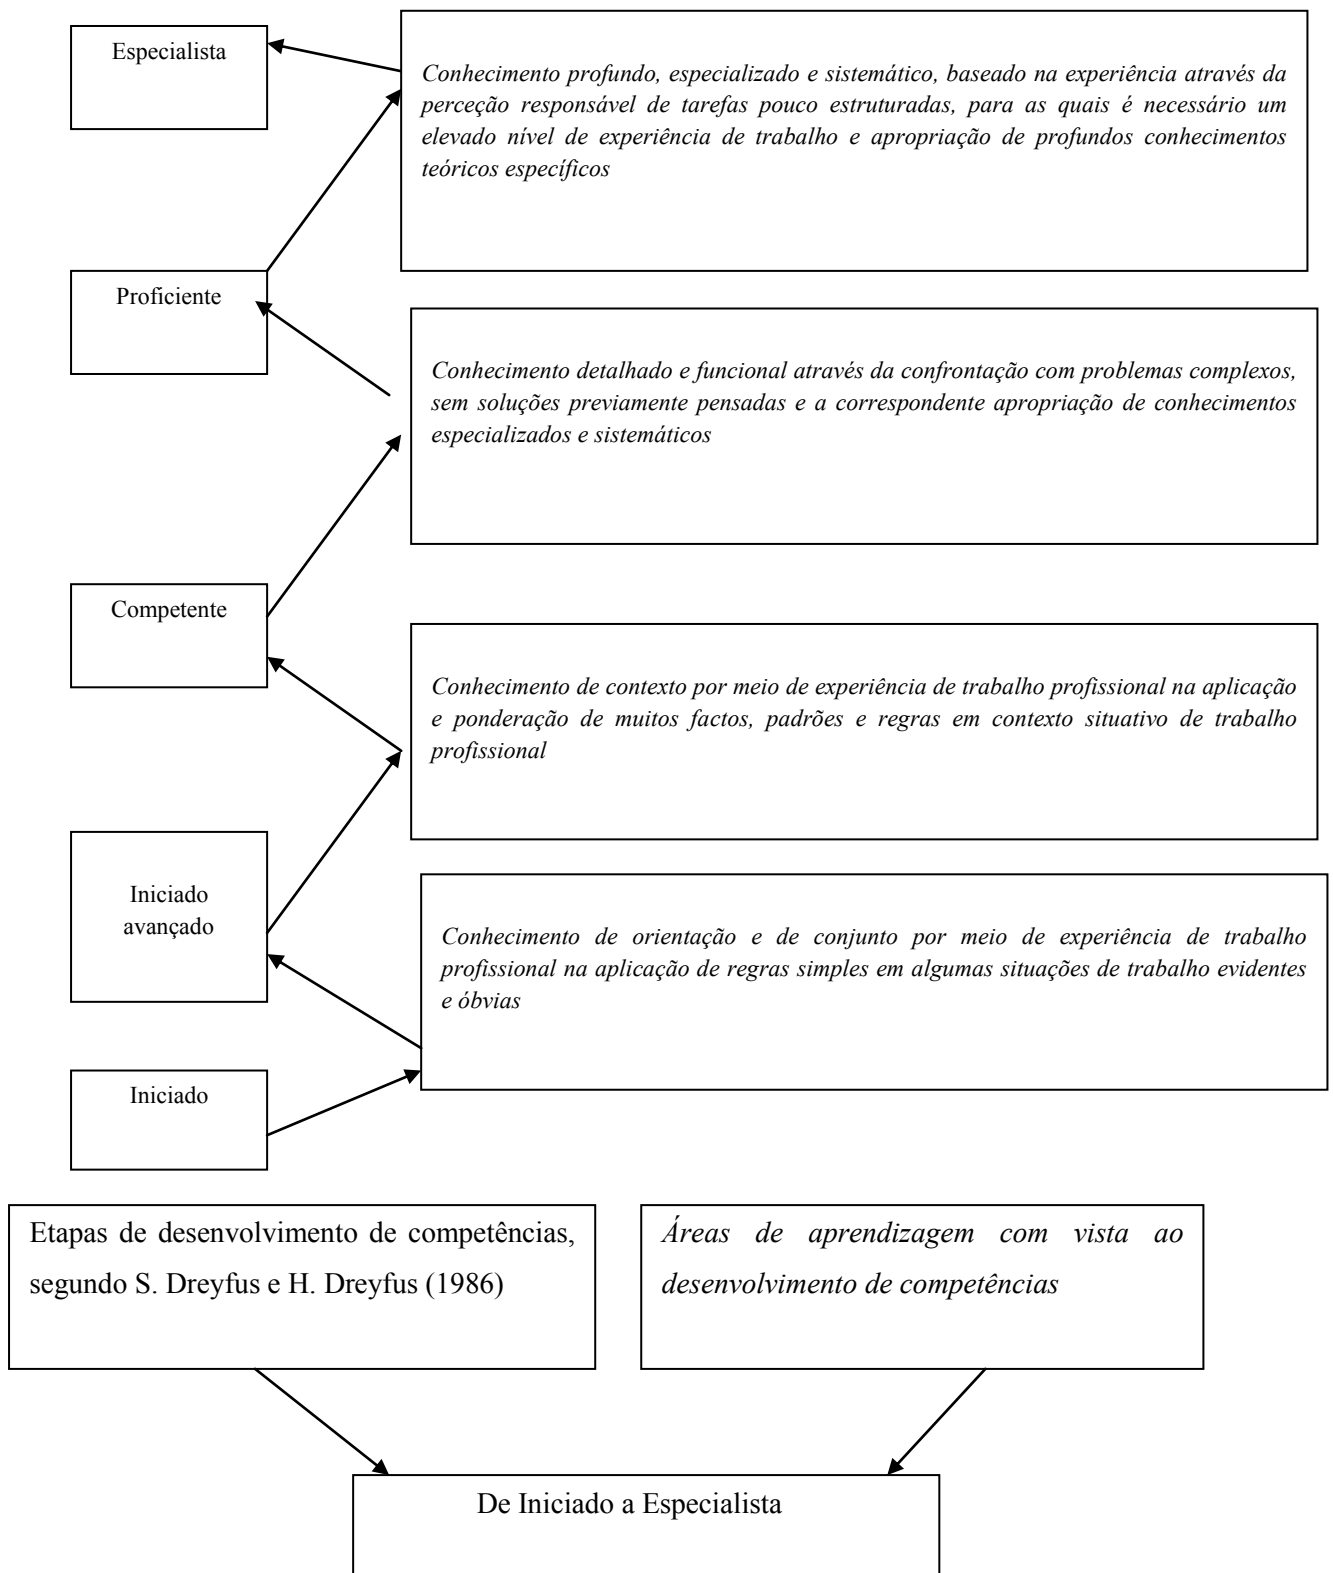 Especialista
Conhecimento profundo, especializado e sistemático, baseado na experiência através da
perceção responsável de tarefas pouco estruturadas, para as quais é necessário um
elevado nível de experiência de trabalho e apropriação de profundos conhecimentos
teóricos específicos
Proficiente
Conhecimento detalhado e funcional através da confrontação com problemas complexos,
sem soluções previamente pensadas e a correspondente apropriação de conhecimentos
especializados e sistemáticos
Competente
Conhecimento de contexto por meio de experiência de trabalho profissional na aplicação
e ponderação de muitos factos, padrões e regras em contexto situativo de trabalho
profissional
Iniciado
avançado
Conhecimento de orientação e de conjunto por meio de experiência de trabalho
profissional na aplicação de regras simples em algumas situações de trabalho evidentes
e óbvias
Iniciado
Etapas de desenvolvimento de competências,
segundo S. Dreyfus e H. Dreyfus (1986)
Áreas de aprendizagem com vista ao
desenvolvimento de competências
De Iniciado a Especialista